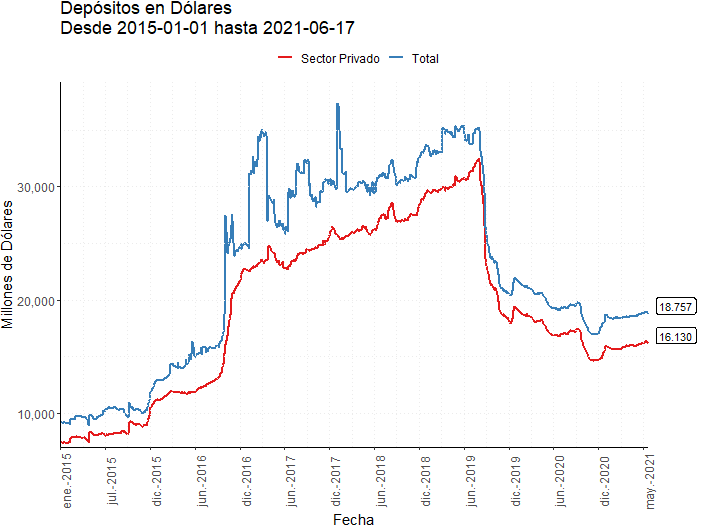 Depósitos en Dólares
Desde 2015-01-01 hasta 2021-06-17
Sector Privado Total
Millones de Dólares
30,000
20,000
10,000
18.757
16.130
ene.-2015 jul.-2015 dic.-2015 jun.-2016 dic.-2016 jun.-2017 dic.-2017 jun.-2018 dic.-2018 jun.-2019 dic.-2019 jun.-2020 dic.-2020 may.-2021
Fecha